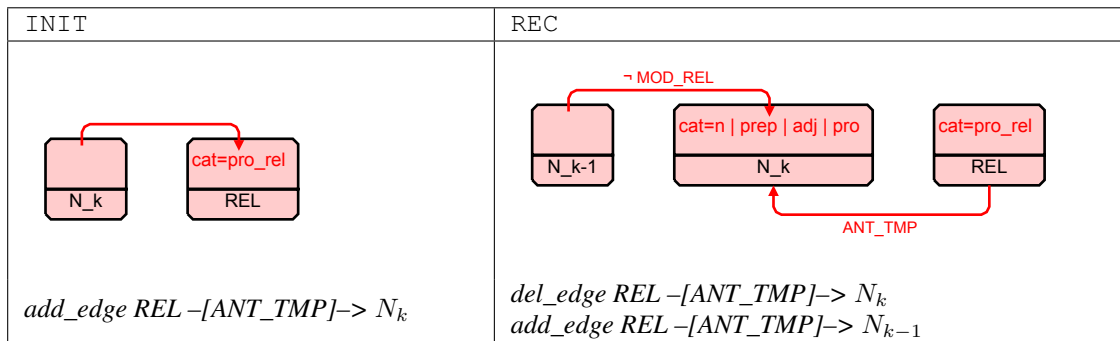 INIT
REC
cat=pro_rel
N_k
REL
add_edge REL –[ANT_TMP]–> N_k
¬ MOD_REL
cat=n | prep | adj | pro
cat=pro_rel
N_k-1
N_k
REL
ANT_TMP
del_edge REL –[ANT_TMP]–> N_k
add_edge REL –[ANT_TMP]–> N_{k−1}